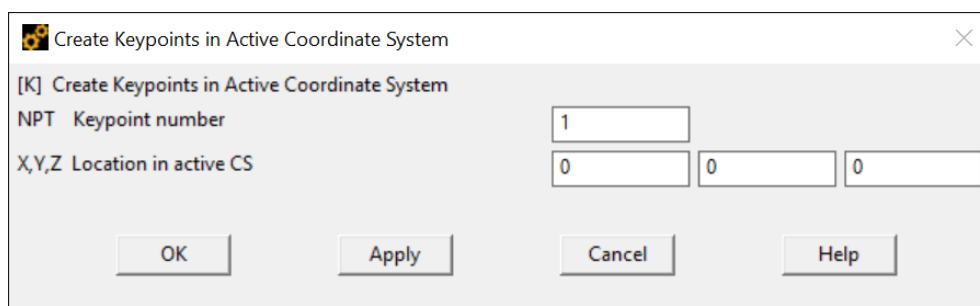 Create Keypoints in Active Coordinate System
[K] Create Keypoints in Active Coordinate System
NPT Keypoint number 1
X,Y,Z Location in active CS 0 0 0
OK Apply Cancel Help